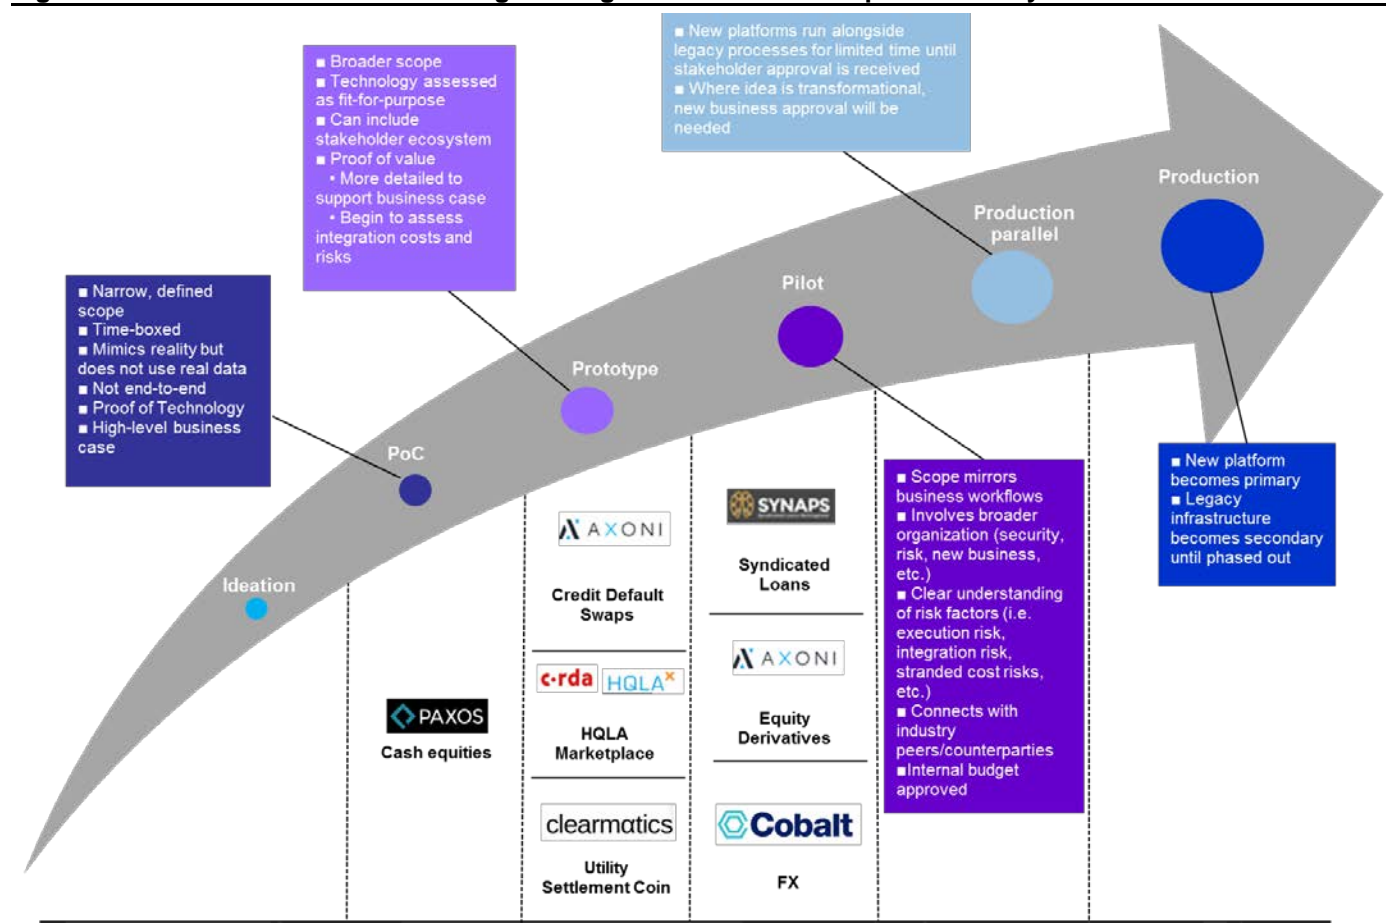 ■ New platforms run alongside
legacy processes for limited time until
stakeholder approval is received
■ Where idea is transformational,
new business approval will be
needed
■ Broader scope
■ Technology assessed
as fit-for-purpose
■ Can include
stakeholder ecosystem
■ Proof of value
• More detailed to
support business case
• Begin to assess
integration costs and
risks
Production
Production
parallel
Pilot
■ Narrow, defined
scope
■ Time-boxed
■ Mimics reality but
does not use real data
■ Not end-to-end
■ Proof of Technology
■ High-level business
case
Prototype
PoC
Ideation
■ Scope mirrors
business workflows
■ Involves broader
organization (security,
risk, new business,
etc.)
■ Clear understanding
of risk factors (i.e.
execution risk,
integration risk,
stranded cost risks,
etc.)
■ Connects with
industry
peers/counterparties
■Internal budget
approved
■ New platform
becomes primary
■ Legacy
infrastructure
becomes secondary
until phased out
PAXOS
Cash equities
AXONI
Credit Default
Swaps
c·rda HQLAx
HQLA
Marketplace
clearmatics
Utility
Settlement Coin
SYNAPS
Syndicated
Loans
AXONI
Equity
Derivatives
Cobalt
FX